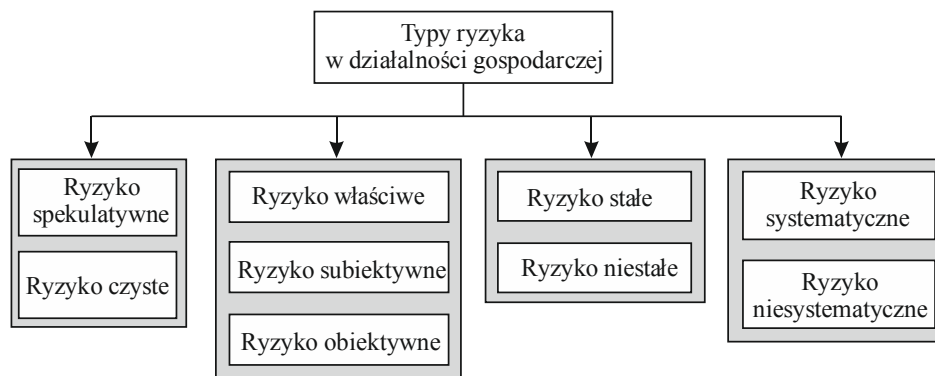 Typy ryzyka
w działalności gospodarczej
Ryzyko
spekulatywne
Ryzyko czyste
Ryzyko właściwe
Ryzyko subiektywne
Ryzyko obiektywne
Ryzyko stałe
Ryzyko niestałe
Ryzyko
systematyczne
Ryzyko
niesystematyczne